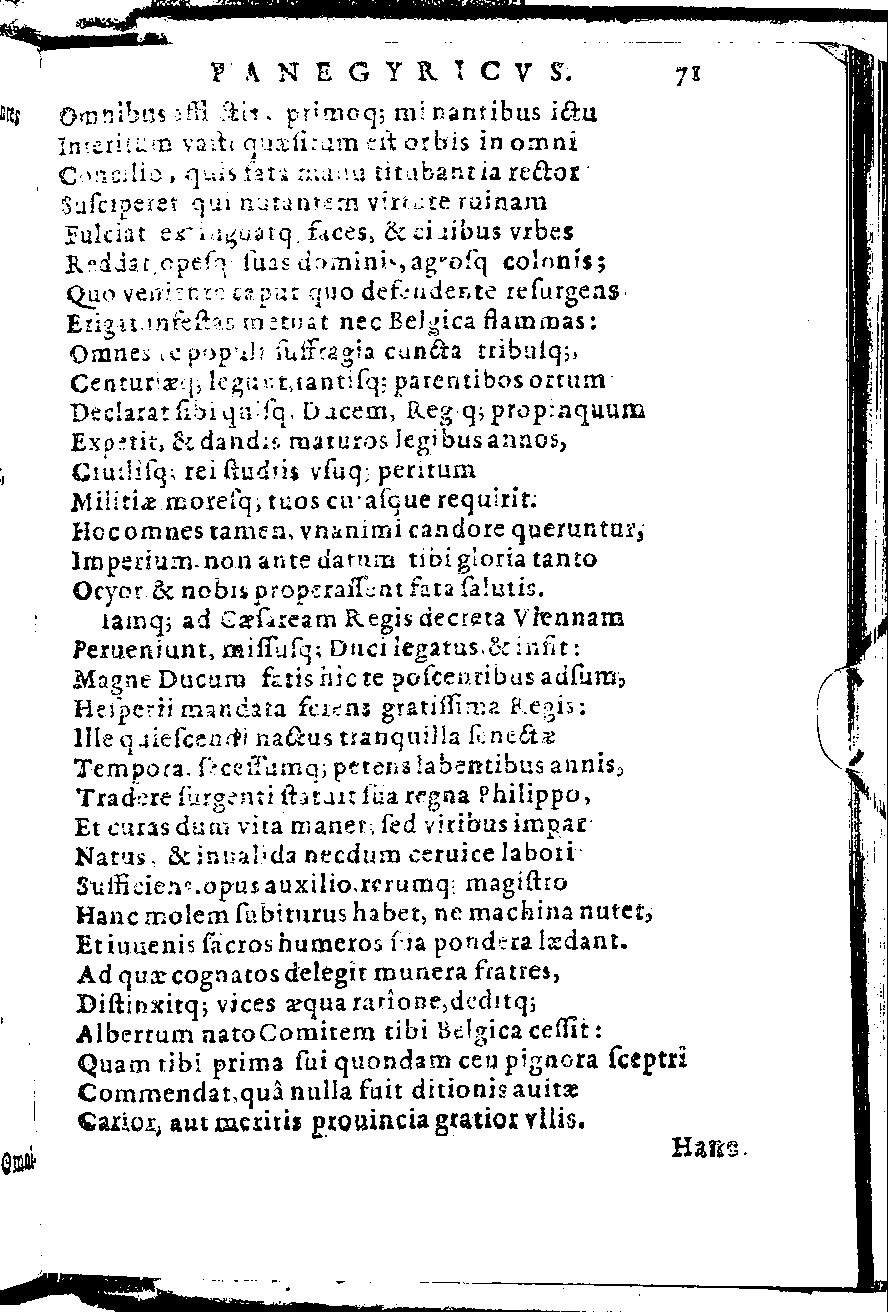 PANEGYRICVS. 71
Omnibus primoq; minantibus ictu
Interitum vasti quæsitum est orbis in omni
Concilio, quis manu titubantia rector
Susciperet qui nutantem virtute ruinam
Fulciat faces, & ciuibus vrbes
Reddat opesq suas dominis, agrosq colonis;
Quo veniente caput quo defendente resurgens
Erigat, infestas metuat nec Belgica flammas:
Omnes te populi suffragia cuncta tribusq;,
Centuriæq; legunt, tantisq; parentibos ortum
Declarat sibi quisq. Ducem, Regiq; propinquum
Expetit, & dandis maturos legibus annos,
Ciuilisq; rei studiis vsuq; peritum
Militiæ moresq; tuos curasque requirit:
Hoc omnes tamen, vnanimi candore queruntur,
Imperium non ante datum tibi gloria tanto
Ocyor & nobis properassent fata salutis.
Iamq; ad Cæsaream Regis decreta Viennam
Perueniunt, missusq; Duci legatus, & infit:
Magne Ducum fatis hic te poscentibus adsum,
Hesperii mandata ferens gratissima Regis:
Ille quiescendi nactus tranquilla senectæ
Tempora, secessumq; petens labentibus annis,
Tradere surgenti statuit sua regna Philippo,
Et curas dum vita manet, sed viribus impar
Natus, & inualida necdum ceruice labori
Sufficiens, opus auxilio, rerumq; magistro
Hanc molem subiturus habet, ne machina nutet,
Et iuuenis sacros humeros sua pondera lædant.
Ad quæ cognatos delegit munera fratres,
Distinxitq; vices æqua ratione, deditq;
Albertum nato Comitem tibi Belgica cessit:
Quam tibi prima sui quondam ceu pignora sceptri
Commendat, quâ nulla fuit ditionis auitæ
Carior, aut meritis prouincia gratior vllis.
Hanc
Omni-